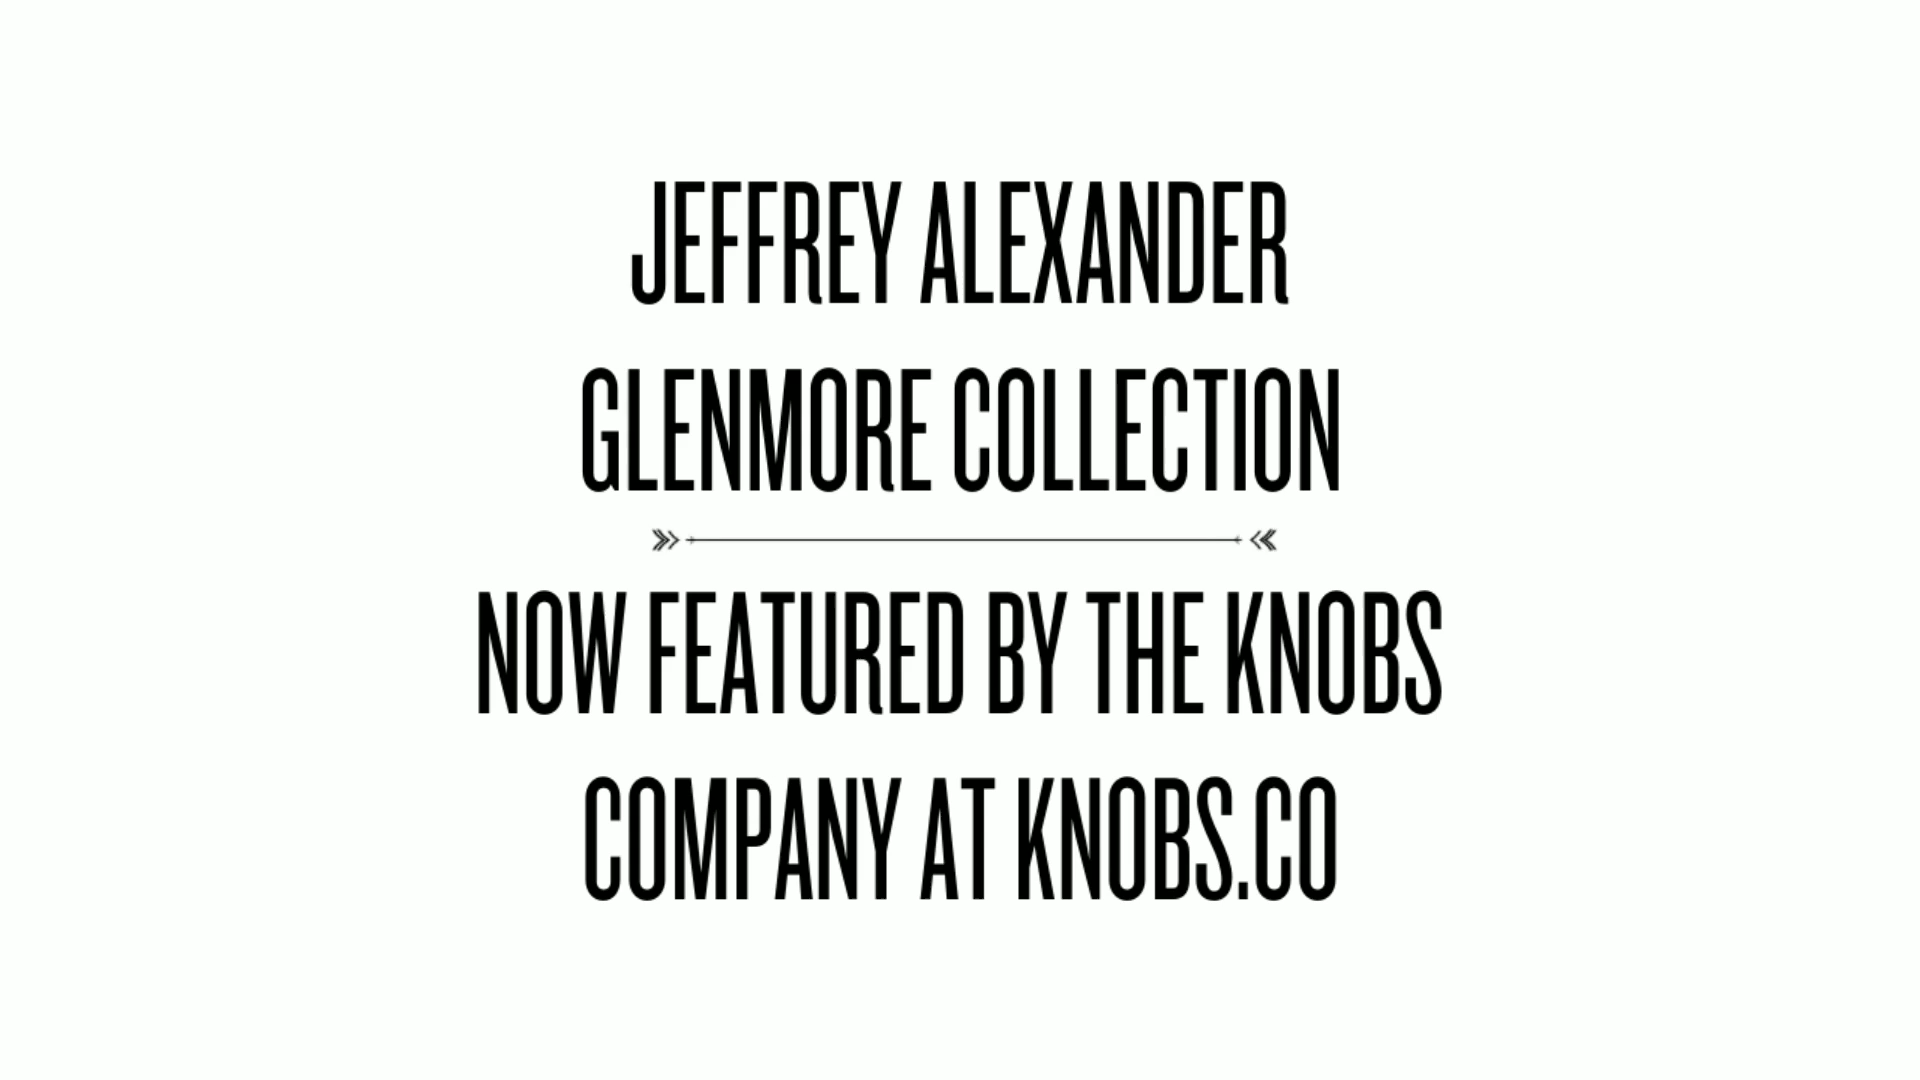 JEFFREY ALEXANDER
GLENMORE COLLECTION
NOW FEATURED BY THE KNOBS
COMPANY AT KNOBS.CO